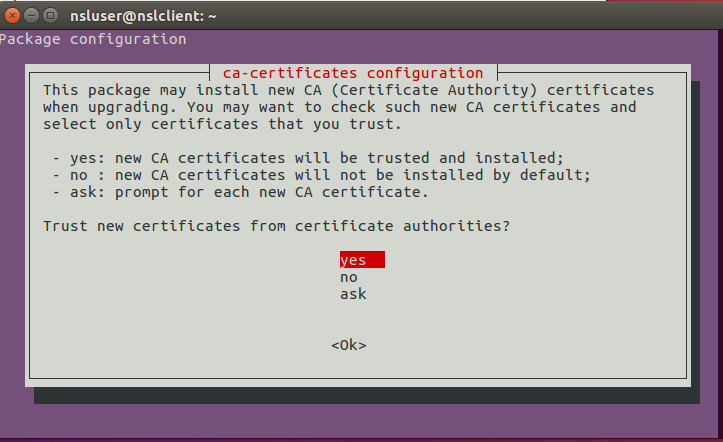 nsluser@nslclient: ~
Package configuration
ca-certificates configuration
This package may install new CA (Certificate Authority) certificates
when upgrading. You may want to check such new CA certificates and
select only certificates that you trust.
- yes: new CA certificates will be trusted and installed;
- no : new CA certificates will not be installed by default;
- ask: prompt for each new CA certificate.
Trust new certificates from certificate authorities?
yes
no
ask
<Ok>